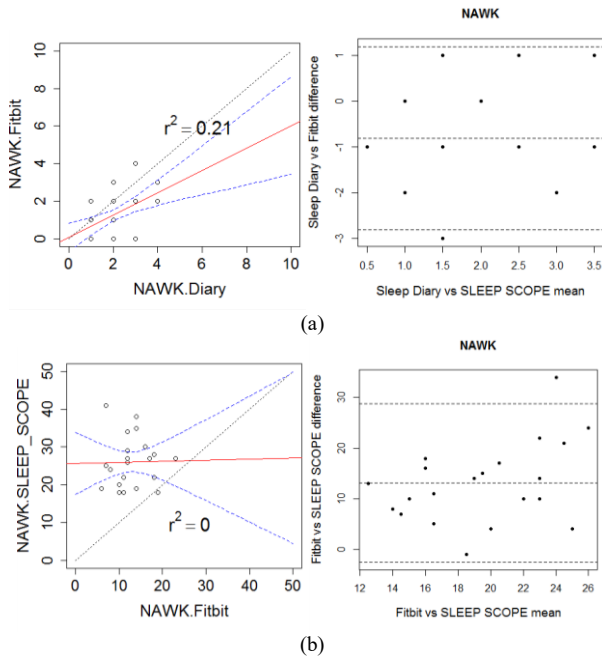 NAWK.Fitbit
10
8
6
4
2
0
r² = 0.21
0 2 4 6 8 10
NAWK.Diary
NAWK
Sleep Diary vs Fitbit difference
1
0
-1
-2
-3
0.5 1.0 1.5 2.0 2.5 3.0 3.5
Sleep Diary vs SLEEP SCOPE mean
(a)
NAWK.SLEEP_SCOPE
50
40
30
20
10
0
r² = 0
0 10 20 30 40 50
NAWK.Fitbit
NAWK
Fitbit vs SLEEP SCOPE difference
30
20
10
0
12 14 16 18 20 22 24 26
Fitbit vs SLEEP SCOPE mean
(b)